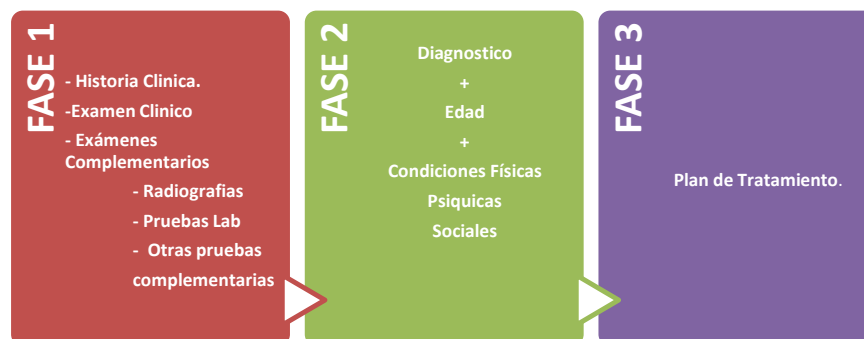 FASE 1
- Historia Clinica.
-Examen Clinico
- Exámenes
Complementarios
- Radiografias
- Pruebas Lab
- Otras pruebas
complementarias
FASE 2
Diagnostico
+
Edad
+
Condiciones Físicas
Psiquicas
Sociales
FASE 3
Plan de Tratamiento.